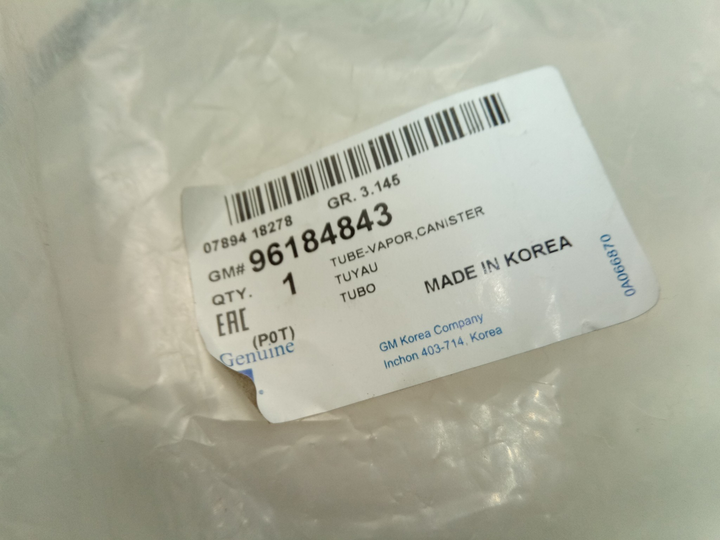 07894 18278
GR. 3.145
GM# 96184843
QTY. 1
TUBE-VAPOR,CANISTER
TUYAU
TUBO
MADE IN KOREA
EAC
(P0T)
Genuine
GM Korea Company
Inchon 403-714, Korea
0A066870